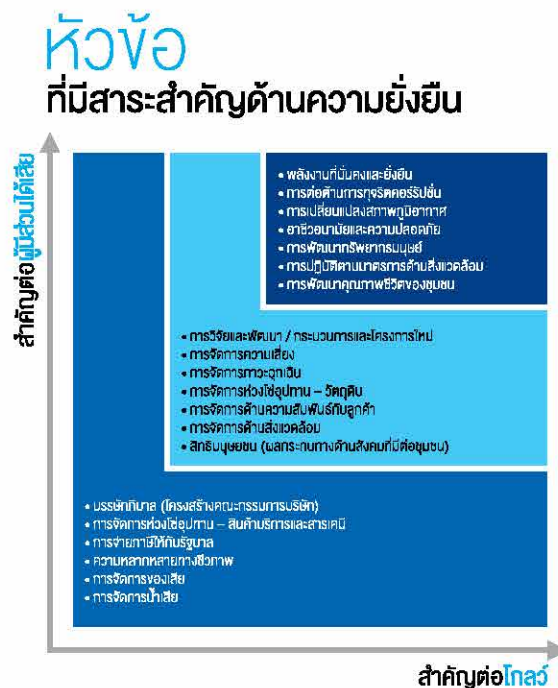 หัวข้อ
ที่มีสาระสำคัญด้านความยั่งยืน
สำคัญต่อผู้มีส่วนได้เสีย
• พลังงานที่มั่นคงและยั่งยืน
• การต่อต้านการทุจริตคอร์รัปชั่น
• การเปลี่ยนแปลงสภาพภูมิอากาศ
• อาชีวอนามัยและความปลอดภัย
• การพัฒนาทรัพยากรมนุษย์
• การปฏิบัติตามมาตรการด้านสิ่งแวดล้อม
• การพัฒนาคุณภาพชีวิตของชุมชน
• การวิจัยและพัฒนา / กระบวนการและโครงการใหม่
• การจัดการความเสี่ยง
• การจัดการภาวะฉุกเฉิน
• การจัดการห่วงโซ่อุปทาน – วัตถุดิบ
• การจัดการด้านความสัมพันธ์กับลูกค้า
• การจัดการด้านสิ่งแวดล้อม
• สิทธิมนุษยชน (ผลกระทบทางด้านสังคมที่มีต่อชุมชน)
• บรรษัทภิบาล (โครงสร้างคณะกรรมการบริษัท)
• การจัดการห่วงโซ่อุปทาน – สินค้าบริการและสารเคมี
• การจ่ายภาษีให้กับรัฐบาล
• ความหลากหลายทางชีวภาพ
• การจัดการของเสีย
• การจัดการน้ำเสีย
สำคัญต่อโกลว์